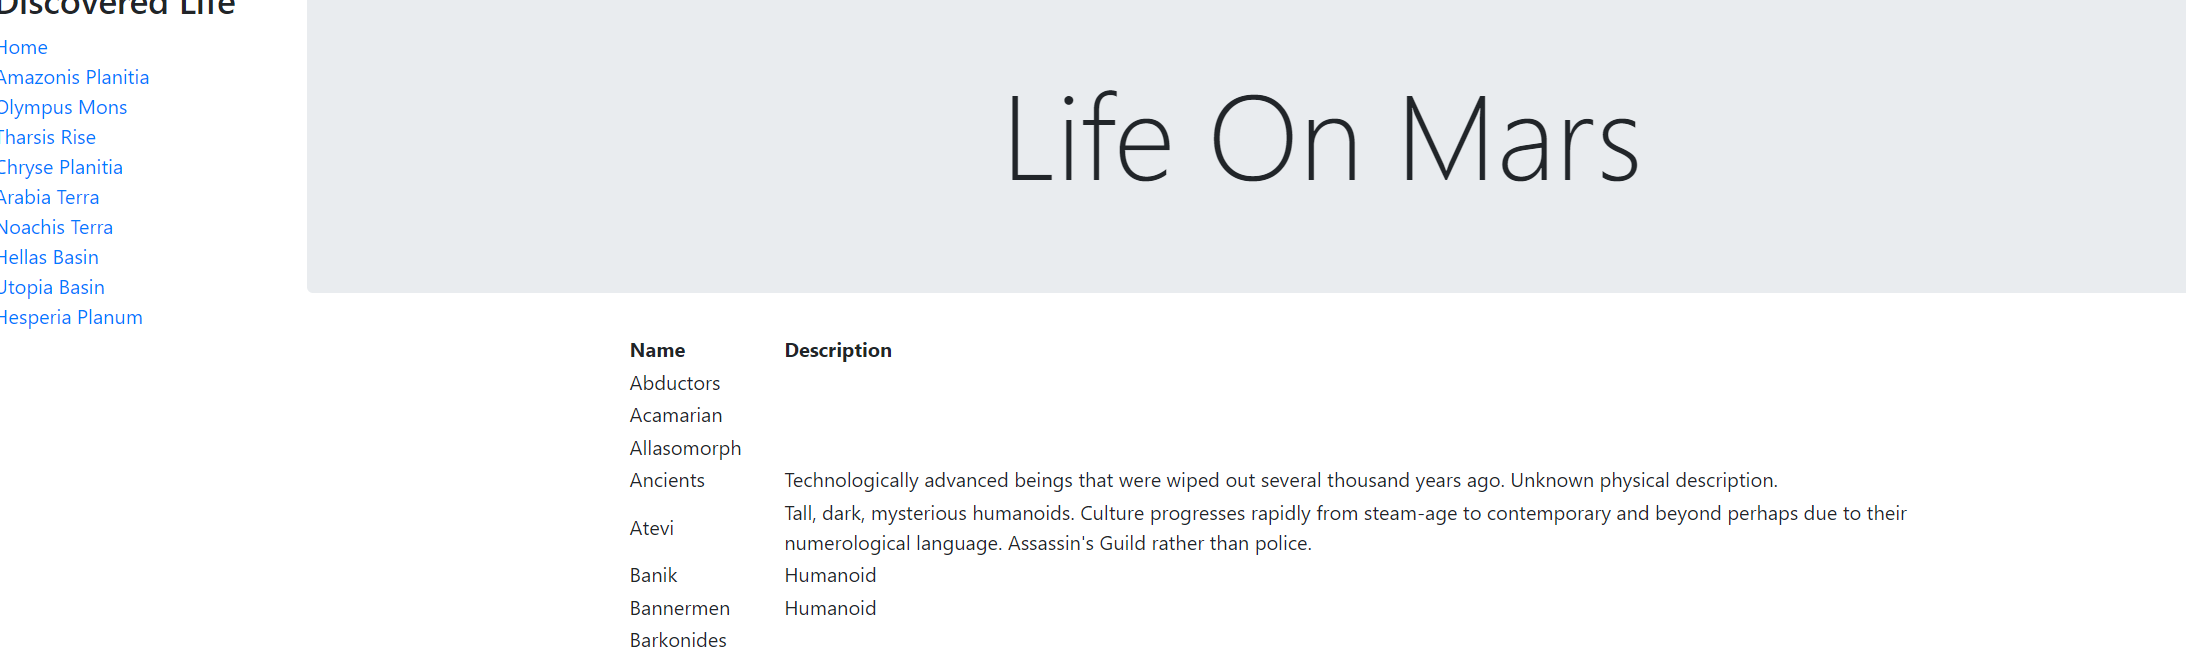 Discovered Life
Home
Amazonis Planitia
Olympus Mons
Tharsis Rise
Chryse Planitia
Arabia Terra
Noachis Terra
Hellas Basin
Utopia Basin
Hesperia Planum
Life On Mars
Name Description
Abductors
Acamarian
Allasomorph
Ancients Technologically advanced beings that were wiped out several thousand years ago. Unknown physical description.
Atevi Tall, dark, mysterious humanoids. Culture progresses rapidly from steam-age to contemporary and beyond perhaps due to their
numerological language. Assassin's Guild rather than police.
Banik Humanoid
Bannermen Humanoid
Barkonides